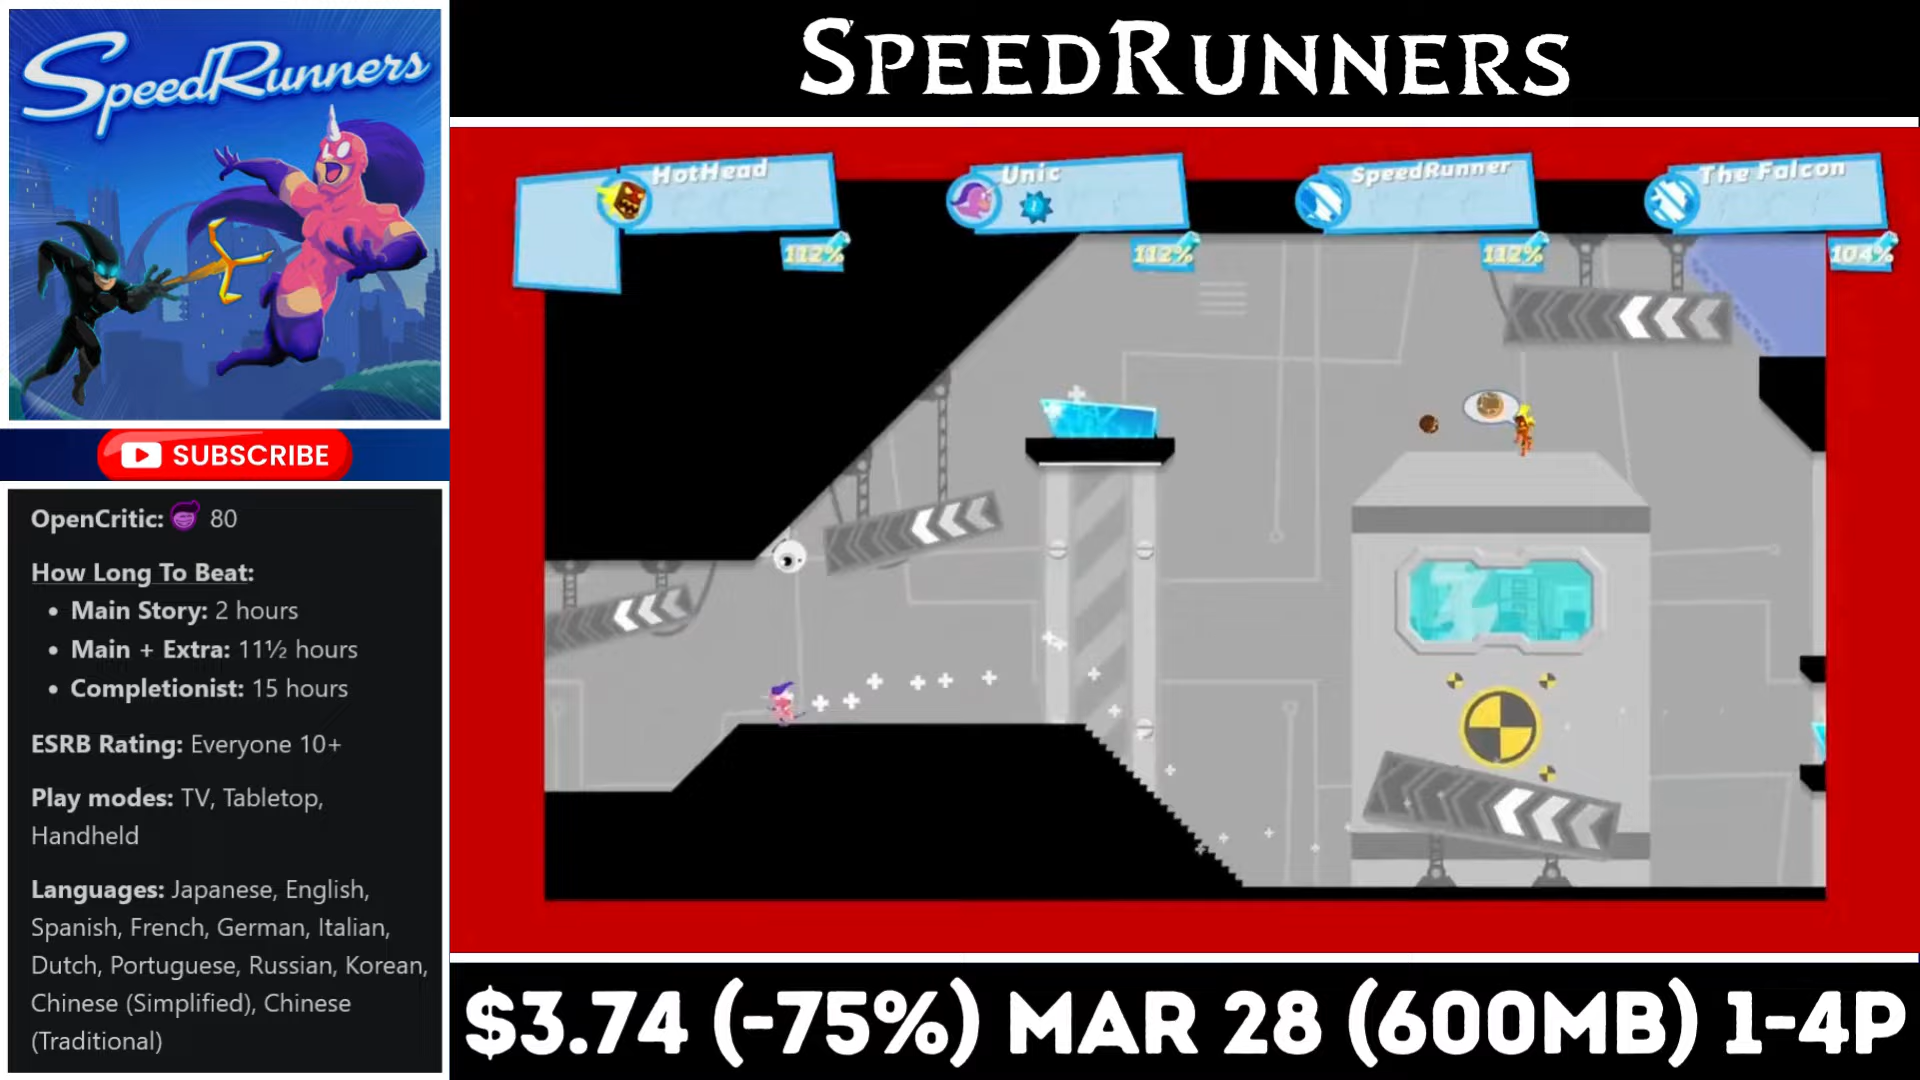 SpeedRunners
SUBSCRIBE
OpenCritic: 80
How Long To Beat:
• Main Story: 2 hours
• Main + Extra: 11½ hours
• Completionist: 15 hours
ESRB Rating: Everyone 10+
Play modes: TV, Tabletop,
Handheld
Languages: Japanese, English,
Spanish, French, German, Italian,
Dutch, Portuguese, Russian, Korean,
Chinese (Simplified), Chinese
(Traditional)
SPEEDRUNNERS
HotHead
Unic
SpeedRunner
The Falcon
112%
112%
112%
104%
$3.74 (-75%) MAR 28 (600MB) 1-4P